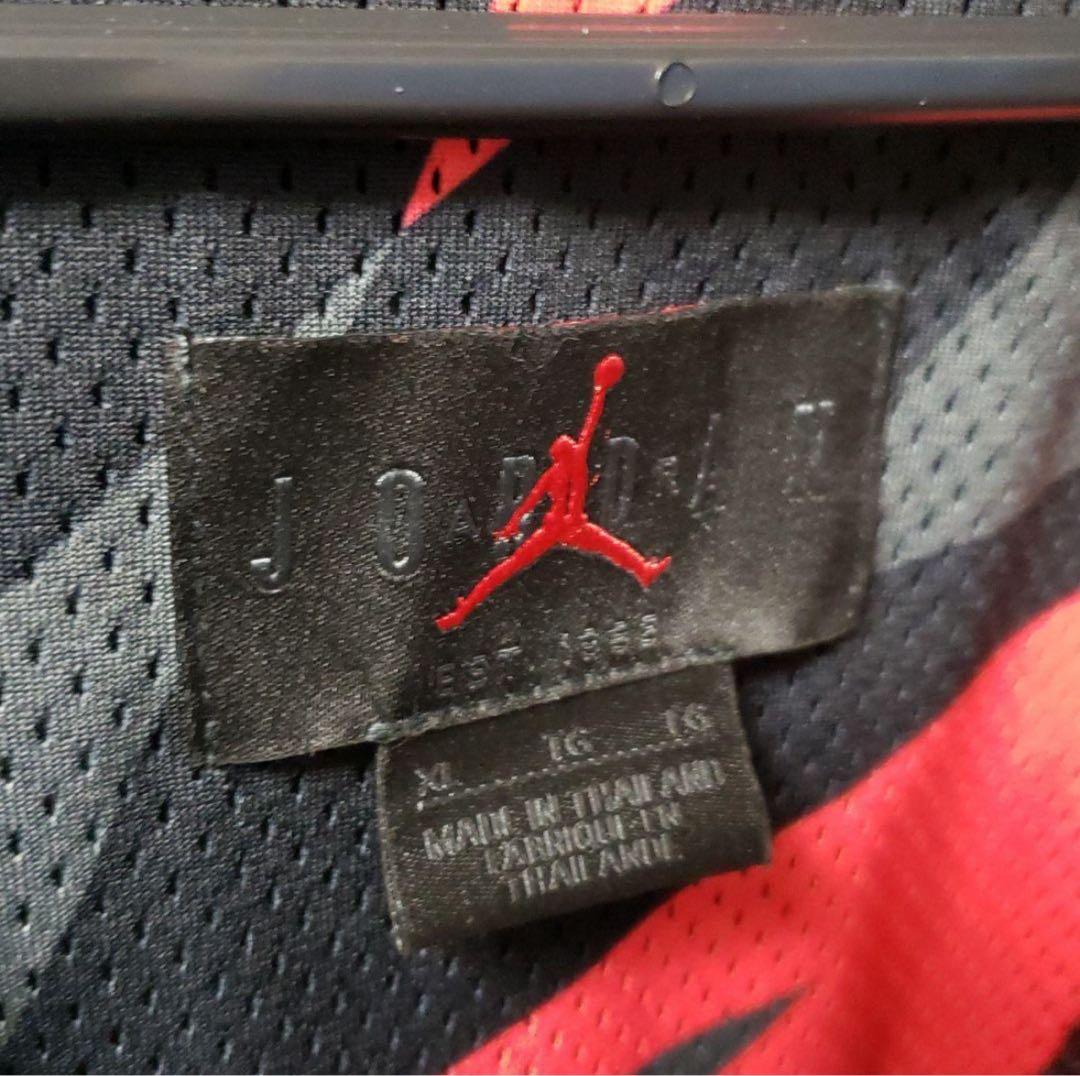 JORDAN
EST. 1985
XL TG TG
MADE IN THAILAND
FABRIQUE EN
THAILANDE